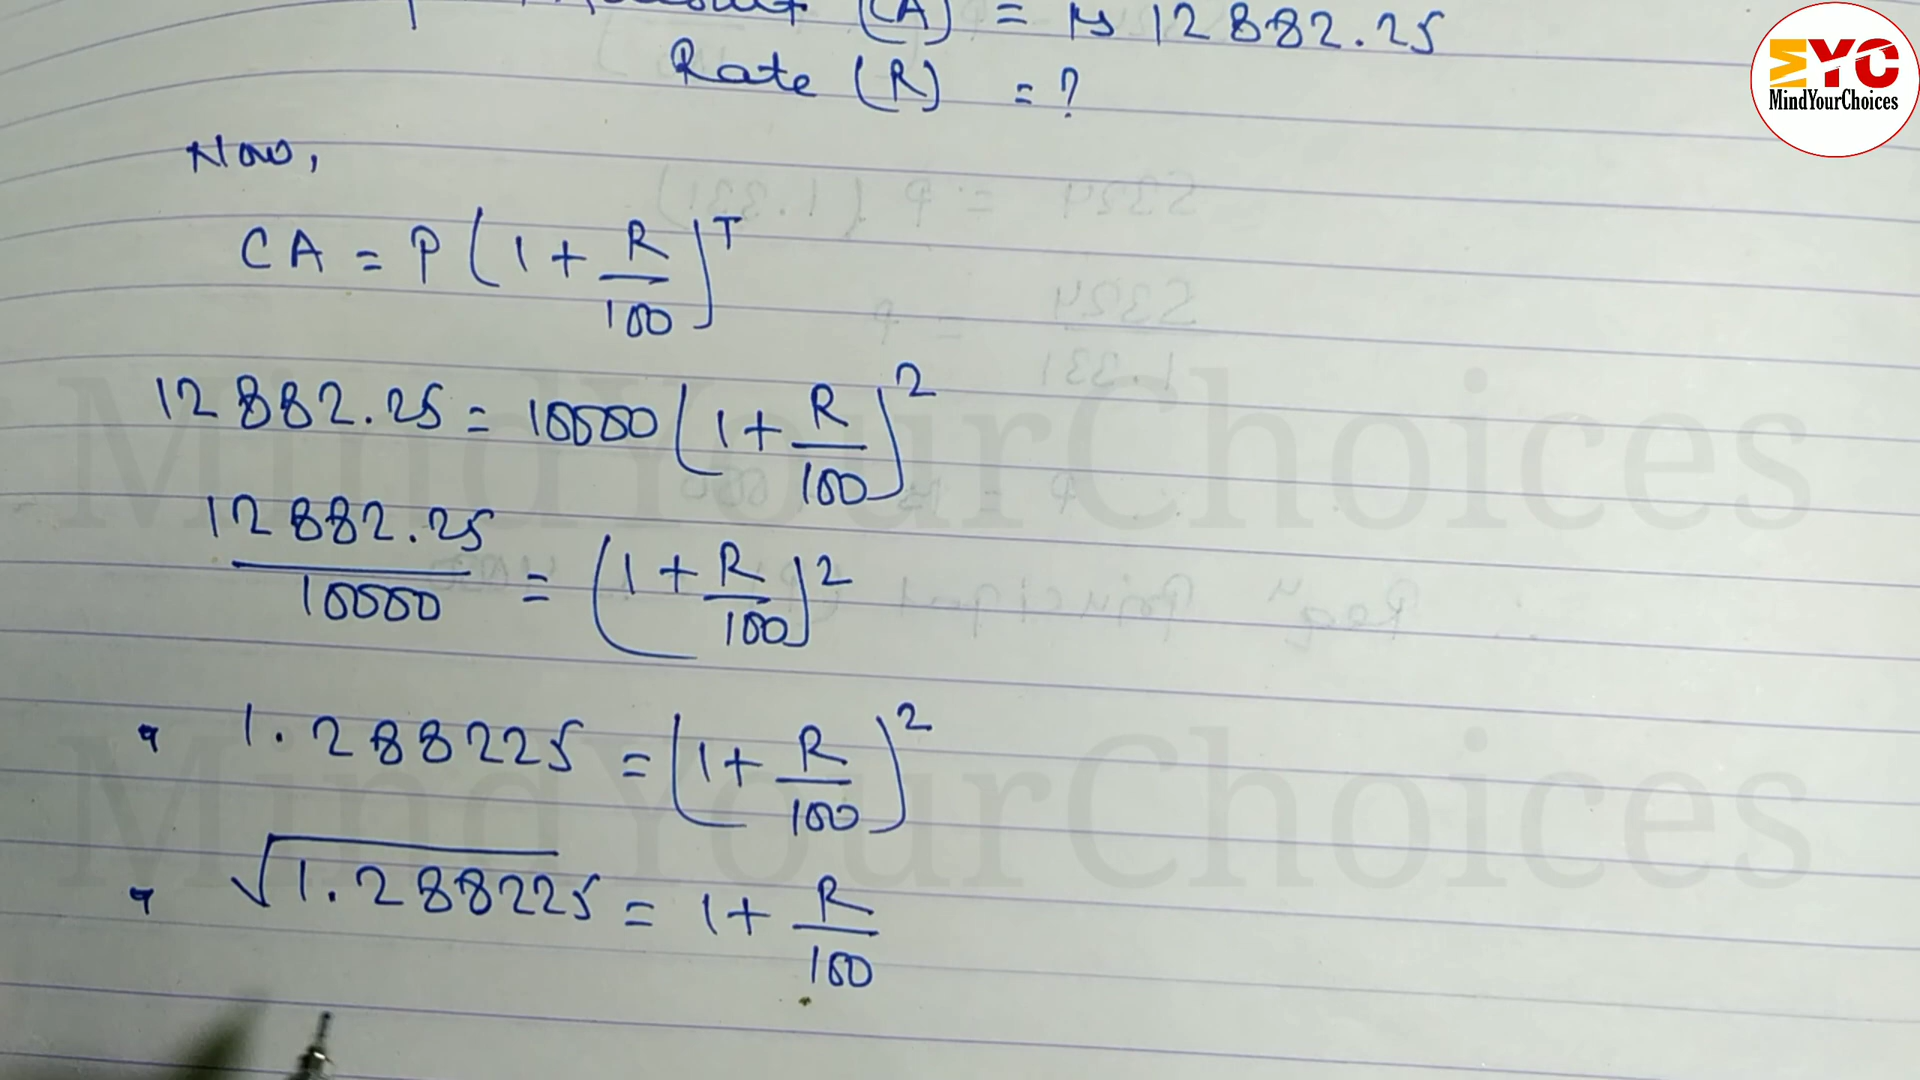 (CA) = Rs 12882.25
Rate (R) = ?
MYC
MindYourChoices
Now,
CA = P (1 + R/100)^T
12882.25 = 10000 (1 + R/100)^2
12882.25/10000 = (1 + R/100)^2
1.288225 = (1 + R/100)^2
√1.288225 = 1 + R/100
MindYourChoices
MindYourChoices